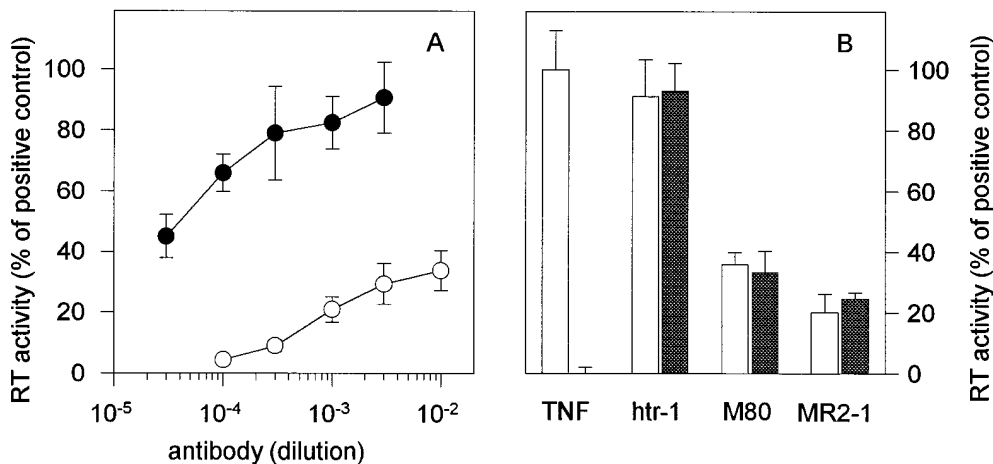 A
RT activity (% of positive control)
100
80
60
40
20
0
10⁻⁵
10⁻⁴
10⁻³
10⁻²
antibody (dilution)
B
100
80
60
40
20
0
RT activity (% of positive control)
TNF
htr-1
M80
MR2-1